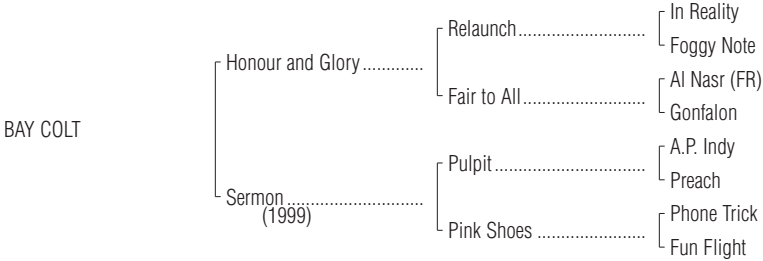 In Reality
Relaunch..........................
Foggy Note
Honour and Glory.............
Al Nasr (FR)
Fair to All.........................
Gonfalon
BAY COLT
A.P. Indy
Pulpit................................
Preach
Sermon.............................
(1999)
Phone Trick
Pink Shoes.......................
Fun Flight